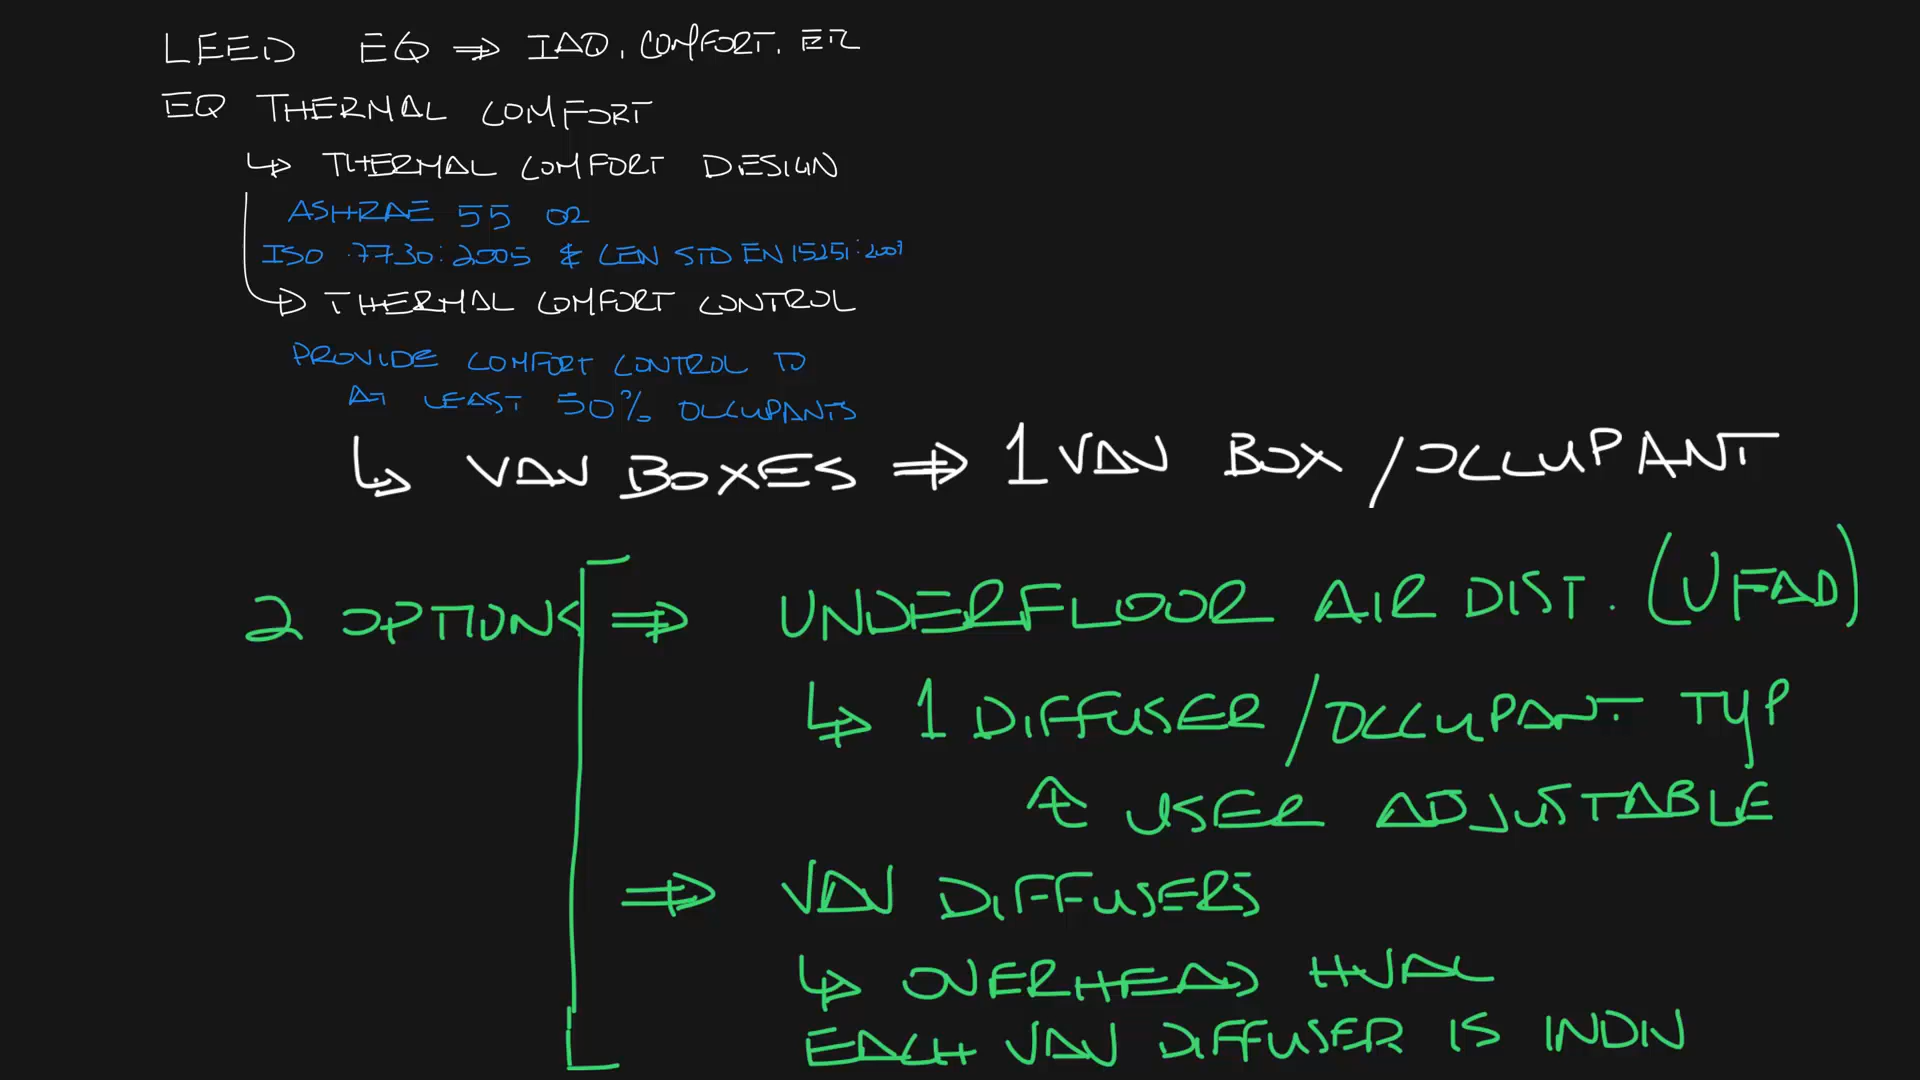 LEED EQ ⇒ IAQ, COMFORT, ETC
EQ THERMAL COMFORT
↳ THERMAL COMFORT DESIGN
ASHRAE 55 OR
ISO 7730:2005 & CEN STD EN 15251:2007
↳ THERMAL COMFORT CONTROL
PROVIDE COMFORT CONTROL TO
AT LEAST 50% OCCUPANTS
↳ VAV BOXES ⇒ 1 VAV BOX / OCCUPANT
2 OPTIONS ⇒ UNDERFLOOR AIR DIST. (UFAD)
↳ 1 DIFFUSER / OCCUPANT TYP
↑ USER ADJUSTABLE
⇒ VAV DIFFUSERS
↳ OVERHEAD HVAC
EACH VAV DIFFUSER IS INDIV